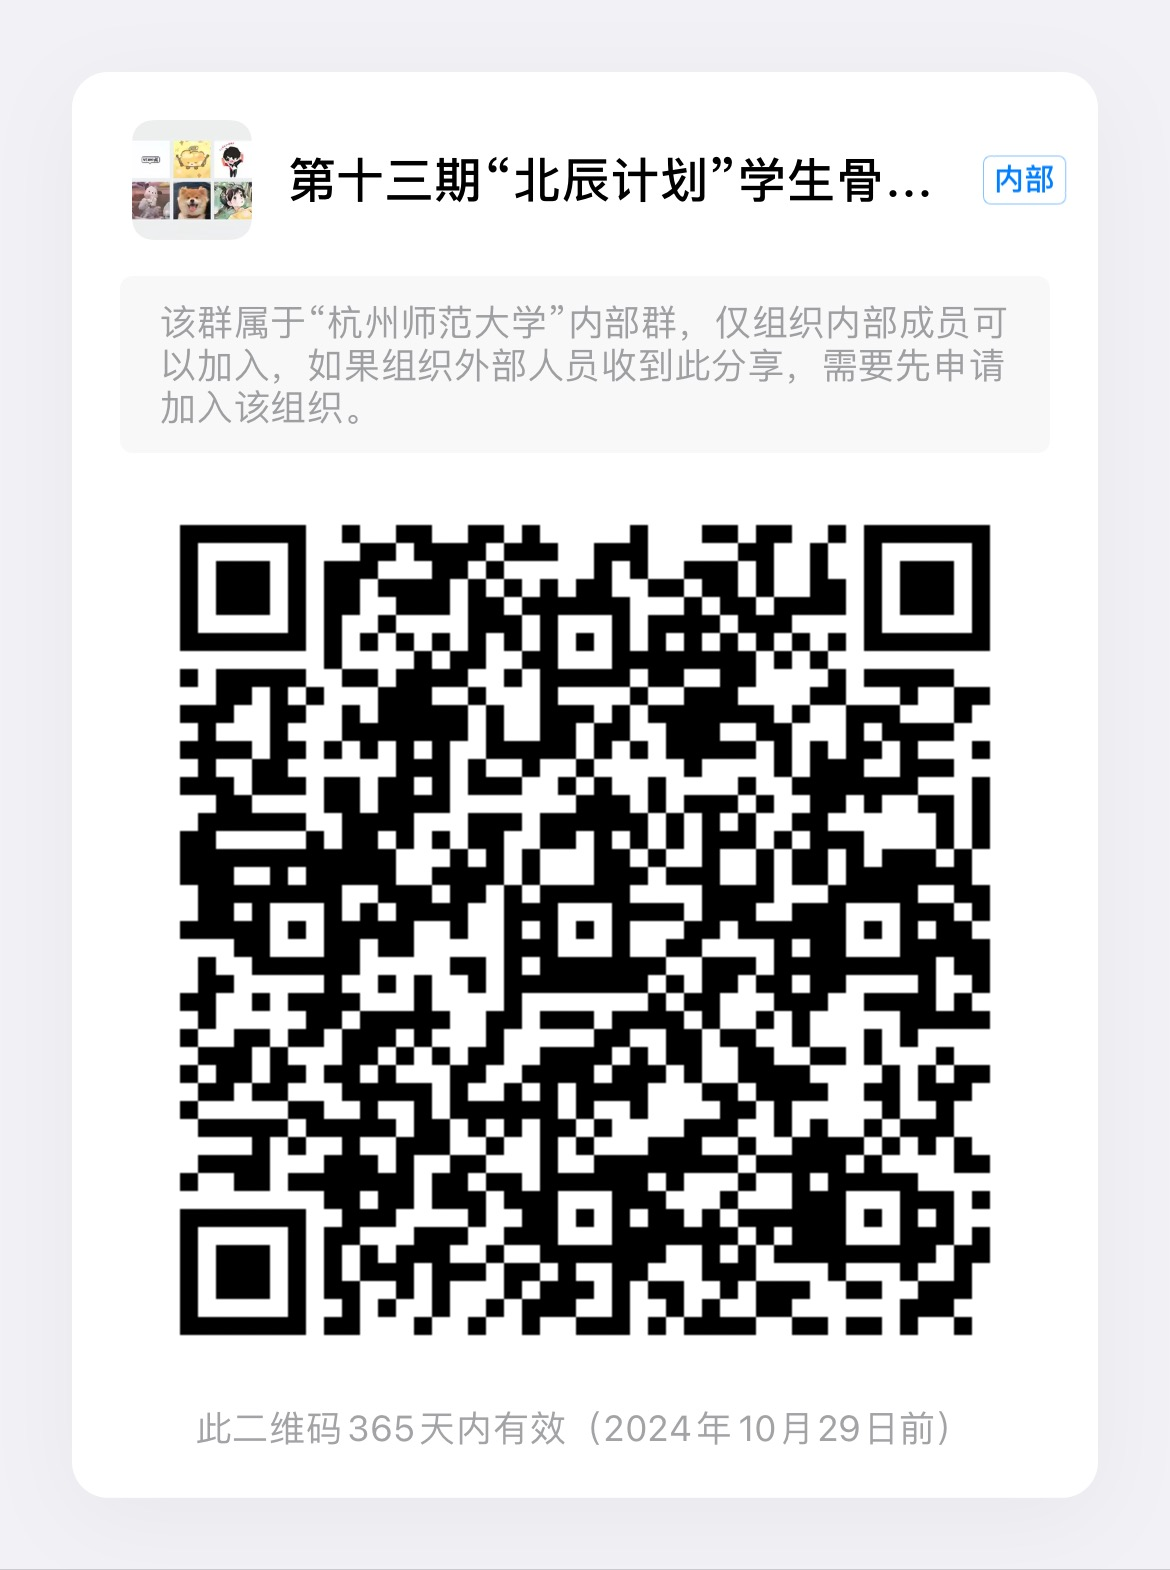 第十三期“北辰计划”学生骨...
内部
该群属于“杭州师范大学”内部群，仅组织内部成员可
以加入，如果组织外部人员收到此分享，需要先申请
加入该组织。
此二维码365天内有效（2024年10月29日前）